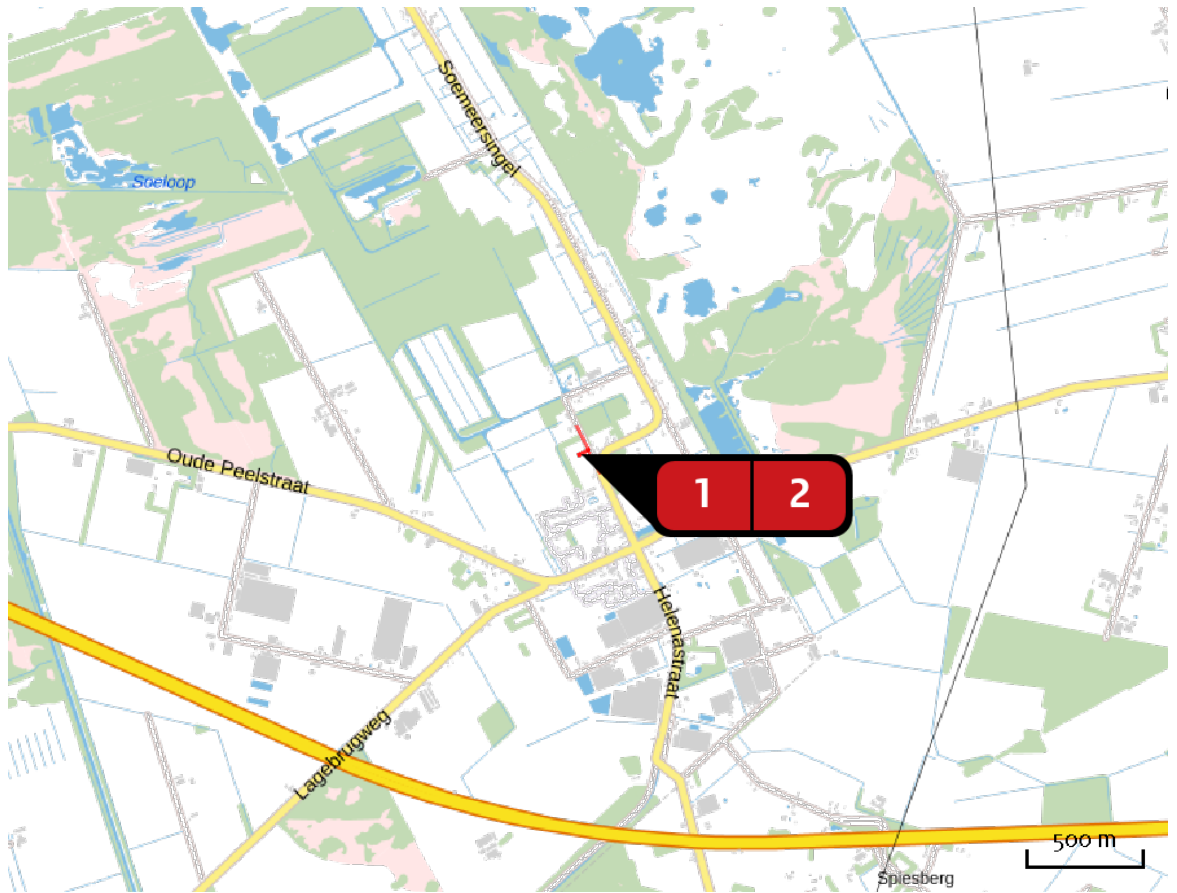 Soemeersingel
Soeloop
Oude Peelstraat
1 2
Helenastraat
Lagebrugweg
500 m
Spiesberg